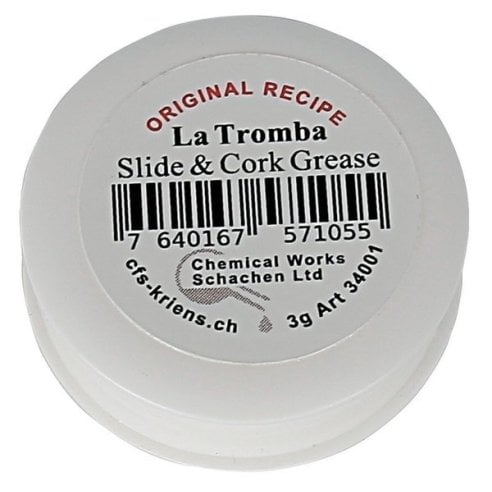 ORIGINAL RECIPE
La Tromba
Slide & Cork Grease
7 640167 571055
Chemical Works
Schachen Ltd
cfs-kriens.ch
3g Art 34001